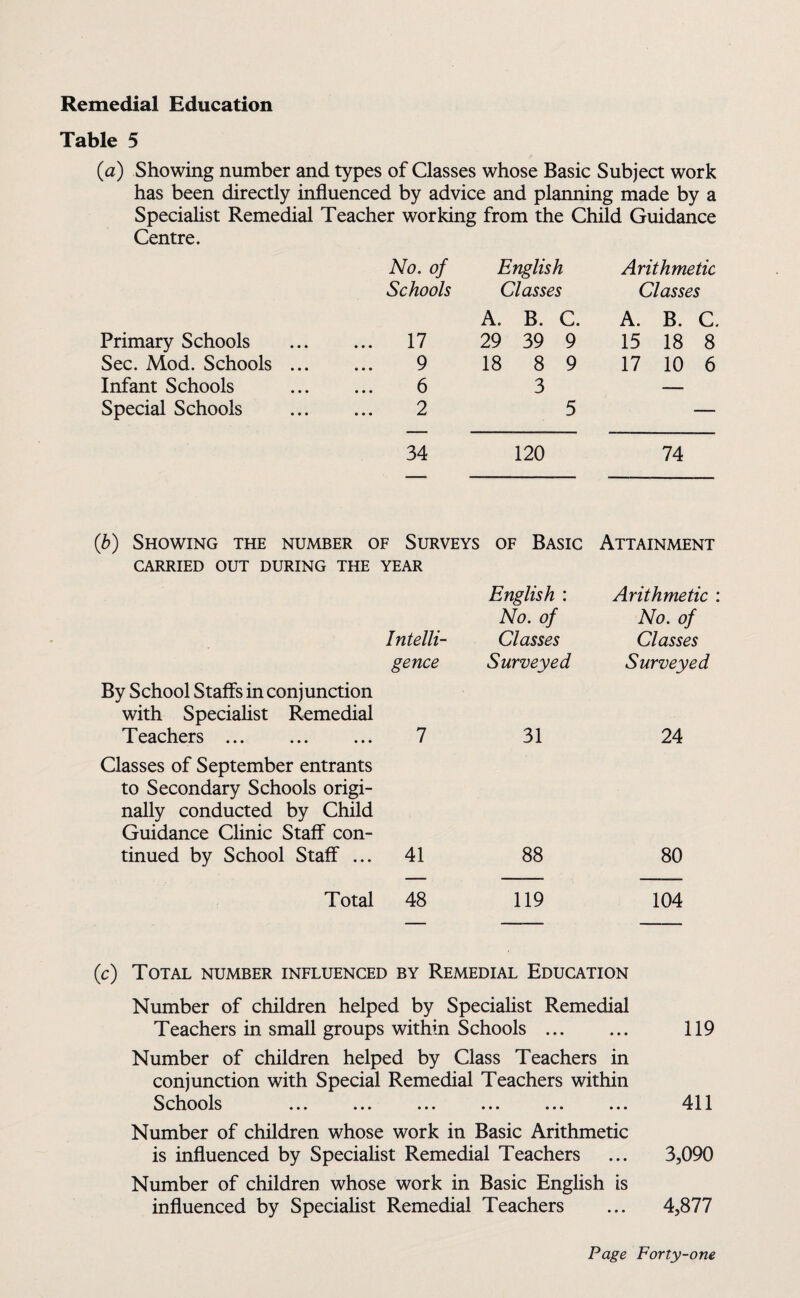 Remedial Education
Table 5
(a) Showing number and types of Classes whose Basic Subject work
has been directly influenced by advice and planning made by a
Specialist Remedial Teacher working from the Child Guidance
Centre.
No. of English Arithmetic
Schools Classes Classes
A. B. C. A. B. C.
Primary Schools ... ... 17 29 39 9 15 18 8
Sec. Mod. Schools ... ... 9 18 8 9 17 10 6
Infant Schools ... ... 6 3 —
Special Schools ... ... 2 5 —
34 120 74
(b) Showing the number of Surveys of Basic Attainment
carried out during the year
English : Arithmetic :
No. of No. of
Intelli- Classes Classes
gence Surveyed Surveyed
By School Staffs in conjunction
with Specialist Remedial
Teachers ... ... ... 7 31 24
Classes of September entrants
to Secondary Schools origi-
nally conducted by Child
Guidance Clinic Staff con-
tinued by School Staff ... 41 88 80
Total 48 119 104
(c) Total number influenced by Remedial Education
Number of children helped by Specialist Remedial
Teachers in small groups within Schools ... ... 119
Number of children helped by Class Teachers in
conjunction with Special Remedial Teachers within
Schools ... ... ... ... ... ... 411
Number of children whose work in Basic Arithmetic
is influenced by Specialist Remedial Teachers ... 3,090
Number of children whose work in Basic English is
influenced by Specialist Remedial Teachers ... 4,877
Page Forty-one